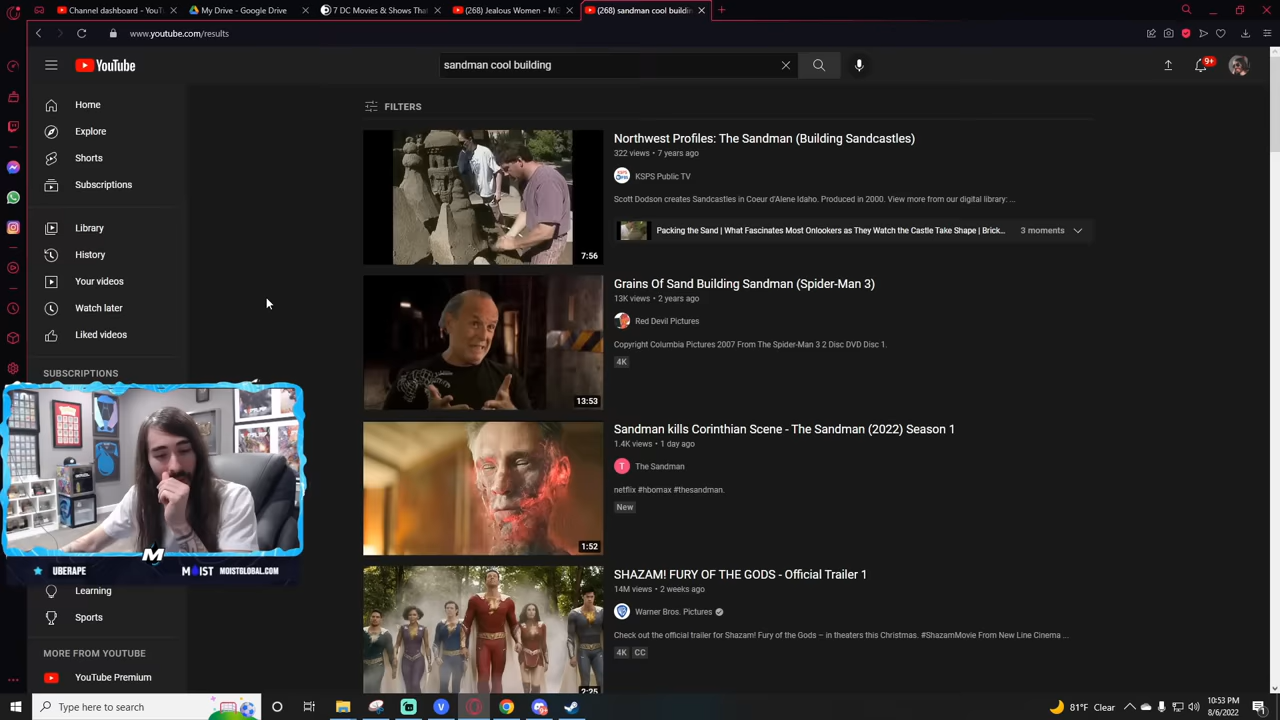 (268) Channel dashboard - YouT
My Drive - Google Drive
7 DC Movies & Shows Tha
(268) Jealous Women - MG
(268) sandman cool buildin
www.youtube.com/results
YouTube
sandman cool building
9+
Home
Explore
Shorts
Subscriptions
Library
History
Your videos
Watch later
Liked videos
SUBSCRIPTIONS
Learning
Sports
MORE FROM YOUTUBE
YouTube Premium
FILTERS
7:56
Northwest Profiles: The Sandman (Building Sandcastles)
322 views • 7 years ago
KSPS Public TV
Scott Dodson creates Sandcastles in Coeur d'Alene Idaho. Produced in 2000. View more from our digital library: ...
Packing the Sand | What Fascinates Most Onlookers as They Watch the Castle Take Shape | Brick...
3 moments
13:53
Grains Of Sand Building Sandman (Spider-Man 3)
13K views • 2 years ago
Red Devil Pictures
Copyright Columbia Pictures 2007 From The Spider-Man 3 2 Disc DVD Disc 1.
4K
1:52
Sandman kills Corinthian Scene - The Sandman (2022) Season 1
1.4K views • 1 day ago
T
The Sandman
netflix #hbomax #thesandman.
New
2:25
SHAZAM! FURY OF THE GODS - Official Trailer 1
14M views • 2 weeks ago
Warner Bros. Pictures
Check out the official trailer for Shazam! Fury of the Gods – in theaters this Christmas. #ShazamMovie From New Line Cinema ...
4K CC
M
UBERAPE
MOIST MOISTGLOBAL.COM
Type here to search
81°F Clear
10:53 PM
8/6/2022